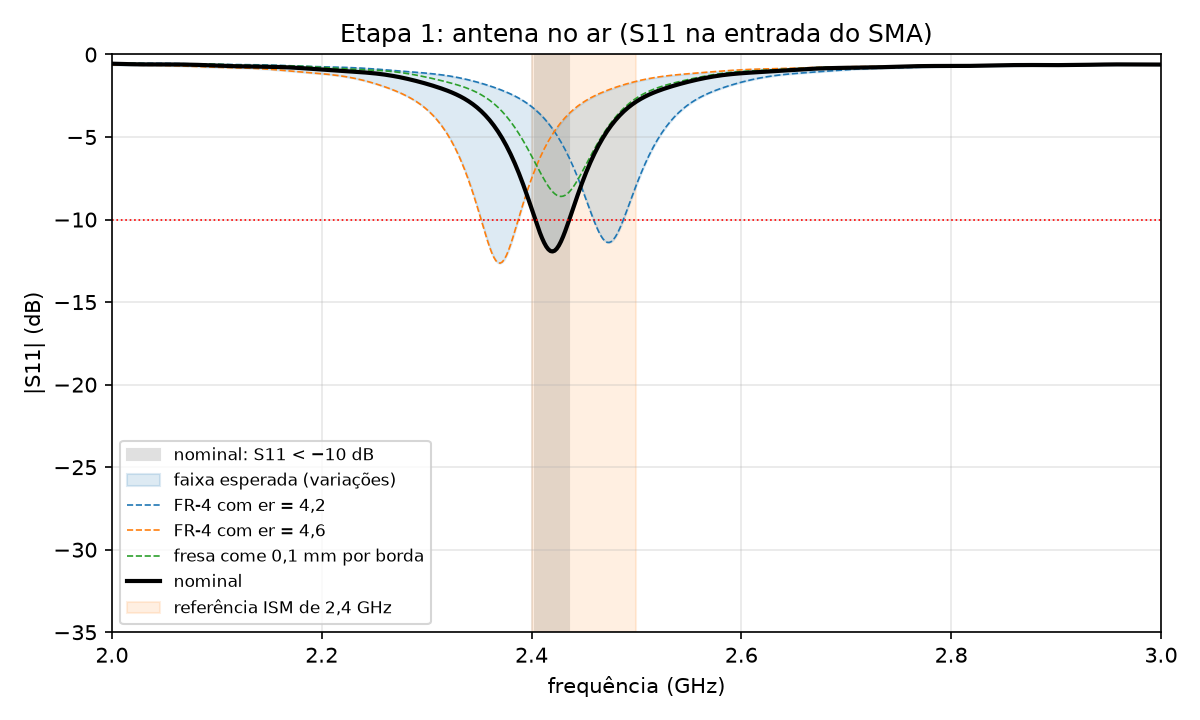 Etapa 1: antena no ar (S11 na entrada do SMA)
|S11| (dB)
0
−5
−10
−15
−20
−25
−30
−35
nominal: S11 < −10 dB
faixa esperada (variações)
FR-4 com er = 4,2
FR-4 com er = 4,6
fresa come 0,1 mm por borda
nominal
referência ISM de 2,4 GHz
2.0 2.2 2.4 2.6 2.8 3.0
frequência (GHz)